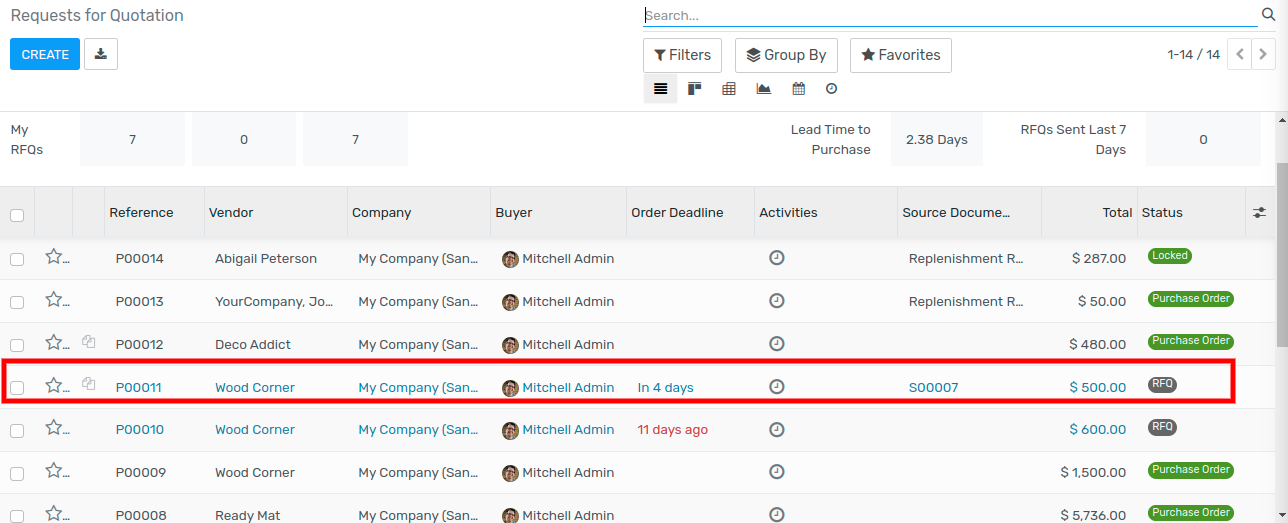 Requests for Quotation
Search...
CREATE
Filters Group By Favorites 1-14 / 14
My RFQs 7 0 7 Lead Time to Purchase 2.38 Days RFQs Sent Last 7 Days 0
Reference Vendor Company Buyer Order Deadline Activities Source Docume... Total Status
... P00014 Abigail Peterson My Company (San... Mitchell Admin Replenishment R... $ 287.00 Locked
... P00013 YourCompany, Jo... My Company (San... Mitchell Admin Replenishment R... $ 50.00 Purchase Order
... P00012 Deco Addict My Company (San... Mitchell Admin $ 480.00 Purchase Order
... P00011 Wood Corner My Company (San... Mitchell Admin In 4 days S00007 $ 500.00 RFQ
... P00010 Wood Corner My Company (San... Mitchell Admin 11 days ago $ 600.00 RFQ
... P00009 Wood Corner My Company (San... Mitchell Admin $ 1,500.00 Purchase Order
... P00008 Ready Mat My Company (San... Mitchell Admin $ 5,736.00 Purchase Order